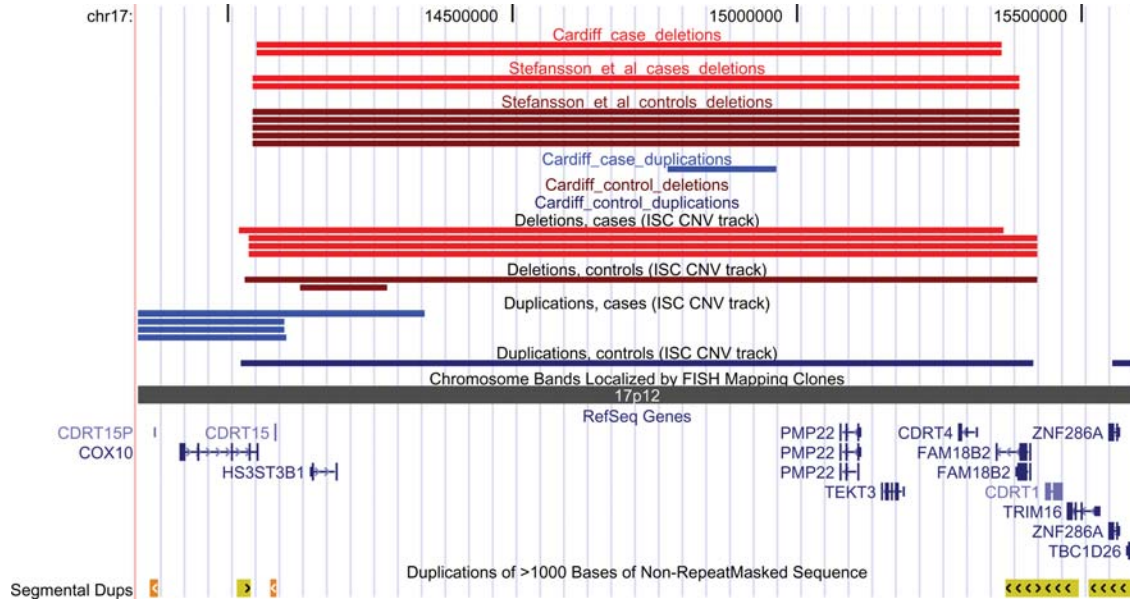 chr17: 14500000 15000000 15500000
Cardiff_case_deletions
Stefansson_et_al_cases_deletions
Stefansson_et_al_controls_deletions
Cardiff_case_duplications
Cardiff_control_deletions
Cardiff_control_duplications
Deletions, cases (ISC CNV track)
Deletions, controls (ISC CNV track)
Duplications, cases (ISC CNV track)
Duplications, controls (ISC CNV track)
Chromosome Bands Localized by FISH Mapping Clones
17p12
RefSeq Genes
CDRT15P CDRT15 PMP22 CDRT4 ZNF286A
COX10 PMP22 FAM18B2
HS3ST3B1 PMP22 FAM18B2
TEKT3 CDRT1
TRIM16
ZNF286A
TBC1D26
Duplications of >1000 Bases of Non-RepeatMasked Sequence
Segmental Dups